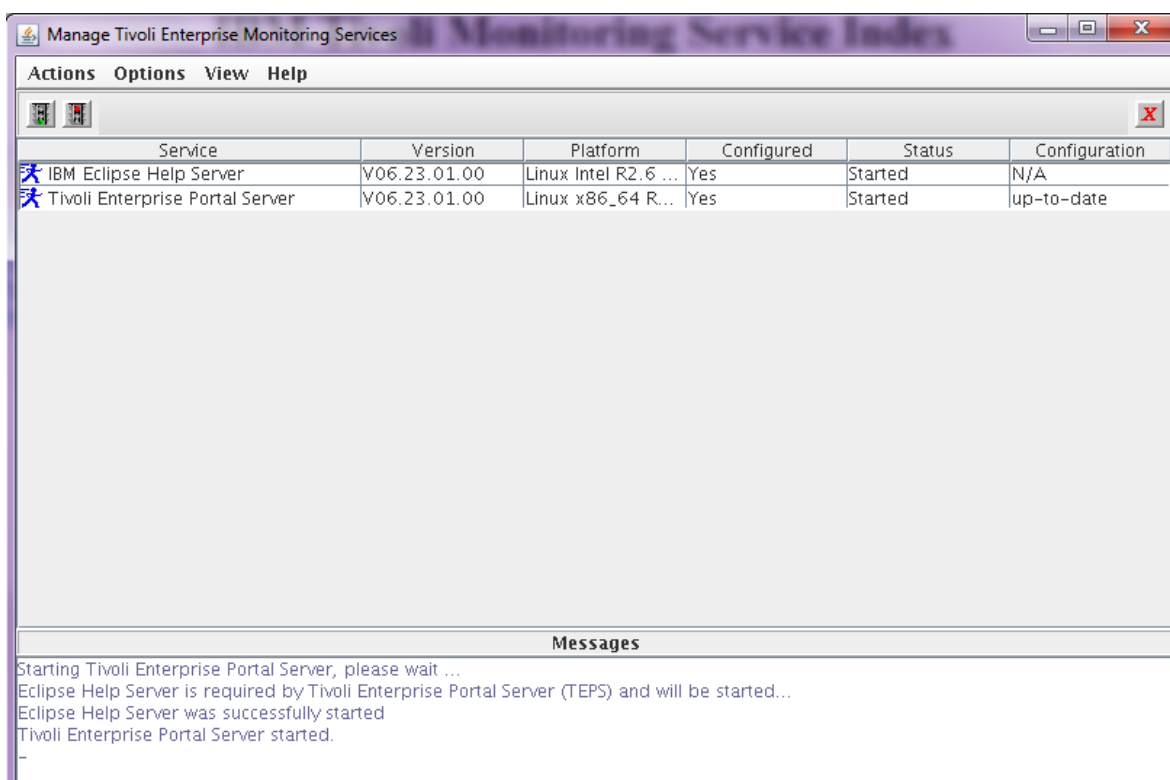 Monitoring Service Index
Manage Tivoli Enterprise Monitoring Services
Actions Options View Help
X
Service Version Platform Configured Status Configuration
IBM Eclipse Help Server V06.23.01.00 Linux Intel R2.6 ... Yes Started N/A
Tivoli Enterprise Portal Server V06.23.01.00 Linux x86_64 R... Yes Started up-to-date
Messages
Starting Tivoli Enterprise Portal Server, please wait ...
Eclipse Help Server is required by Tivoli Enterprise Portal Server (TEPS) and will be started...
Eclipse Help Server was successfully started
Tivoli Enterprise Portal Server started.
_